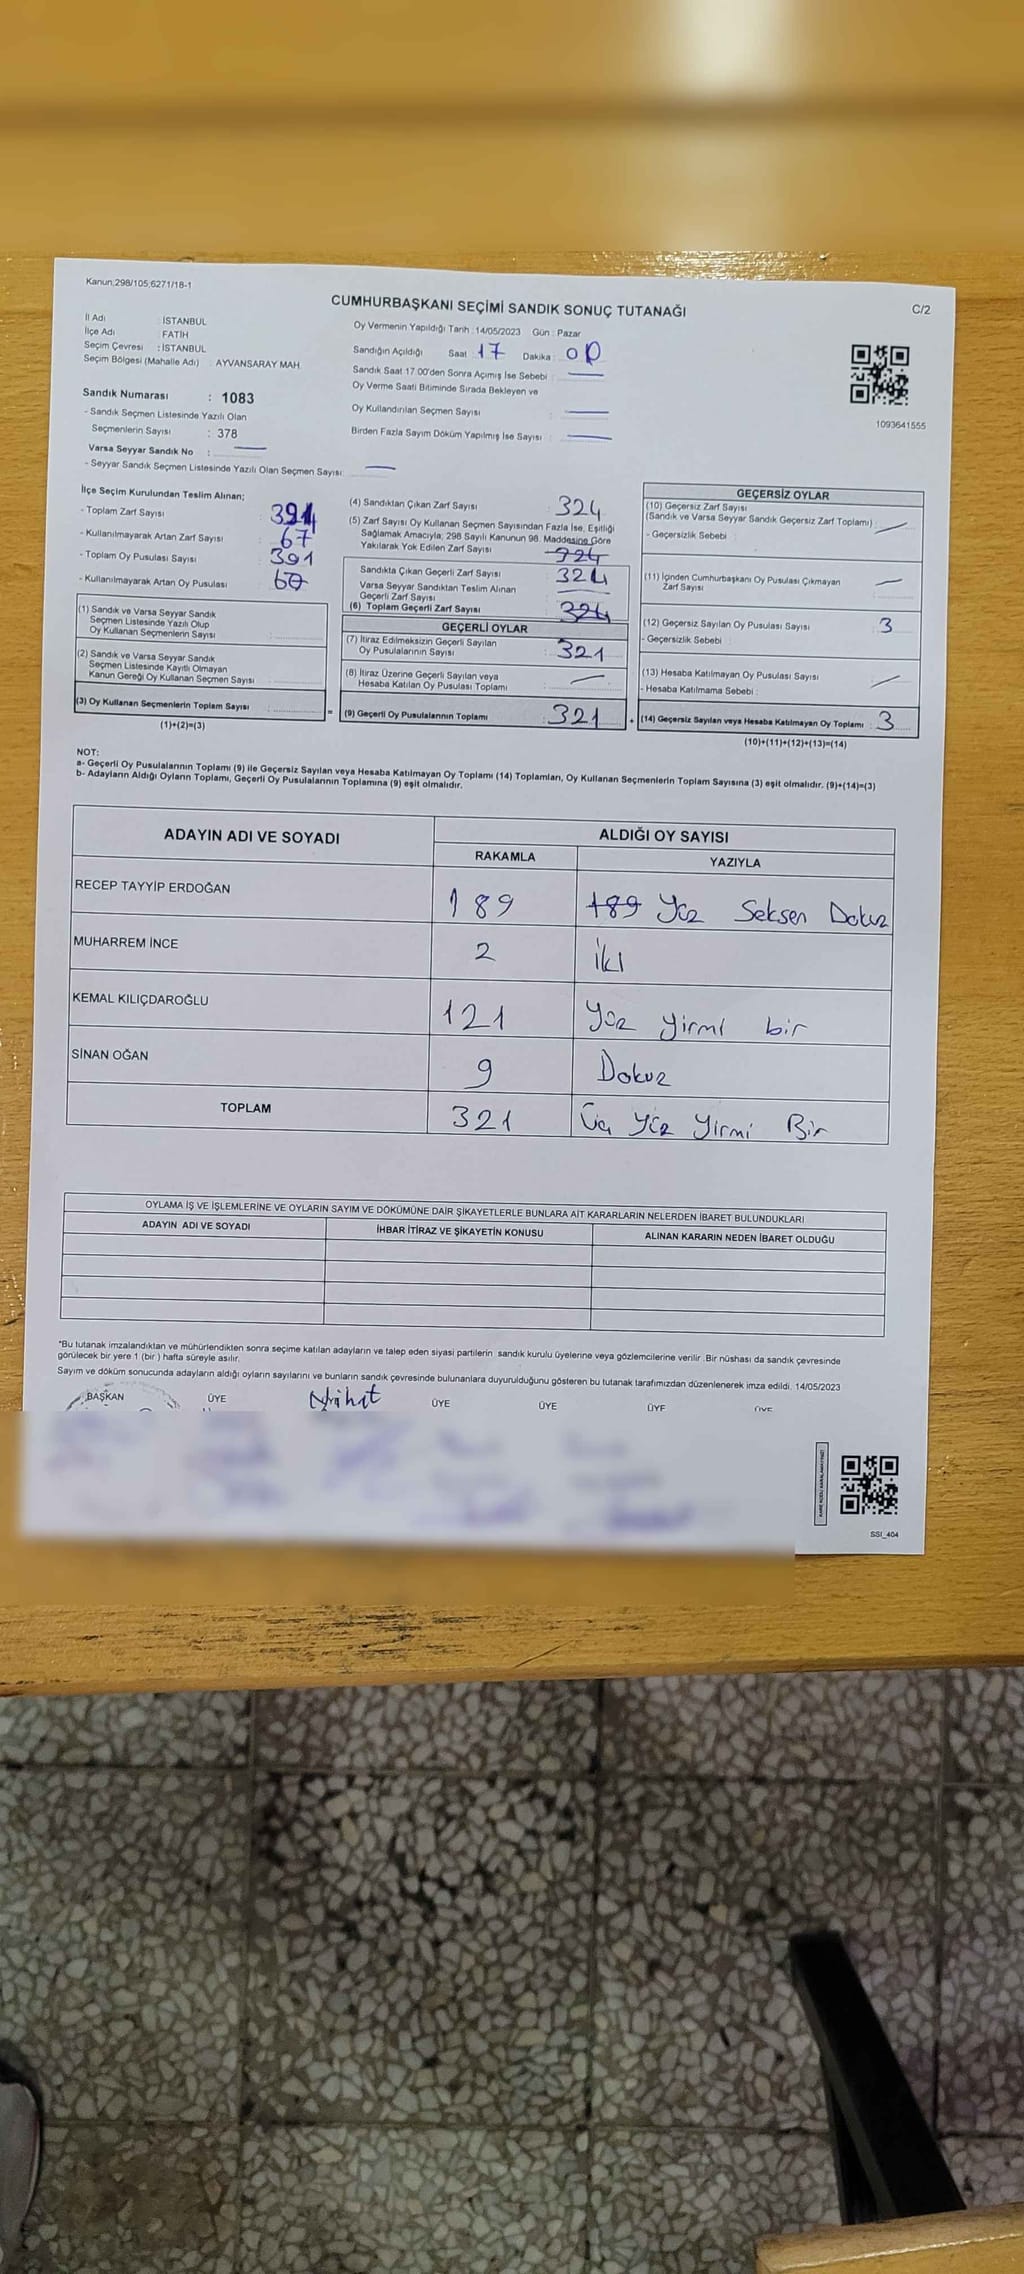 Kanun,298/105,6271/18-1
CUMHURBAŞKANI SEÇİMİ SANDIK SONUÇ TUTANAĞI
C/2
İl Adı : İSTANBUL
İlçe Adı : FATİH
Seçim Çevresi : İSTANBUL
Seçim Bölgesi (Mahalle Adı) : AYVANSARAY MAH.
Oy Vermenin Yapıldığı Tarih : 14/05/2023 Gün : Pazar
Sandığın Açıldığı Saat : 17 Dakika :
Sandık Saat 17:00'den Sonra Açımış İse Sebebi : —
Oy Verme Saati Bitiminde Sırada Bekleyen ve
Oy Kullandırılan Seçmen Sayısı : —
Birden Fazla Sayım Döküm Yapılmış İse Sayısı : —
1093641555
Sandık Numarası : 1083
- Sandık Seçmen Listesinde Yazılı Olan
Seçmenlerin Sayısı : 378
Varsa Seyyar Sandık No : —
- Seyyar Sandık Seçmen Listesinde Yazılı Olan Seçmen Sayısı: —
İlçe Seçim Kurulundan Teslim Alınan;
- Toplam Zarf Sayısı : 391
- Kullanılmayarak Artan Zarf Sayısı : 67
- Toplam Oy Pusulası Sayısı : 391
- Kullanılmayarak Artan Oy Pusulası : 67
(1) Sandık ve Varsa Seyyar Sandık
Seçmen Listesinde Yazılı Olup
Oy Kullanan Seçmenlerin Sayısı :
(2) Sandık ve Varsa Seyyar Sandık
Seçmen Listesinde Kayıtlı Olmayan
Kanun Gereği Oy Kullanan Seçmen Sayısı :
(3) Oy Kullanan Seçmenlerin Toplam Sayısı :
(1)+(2)=(3)
=
(4) Sandıktan Çıkan Zarf Sayısı : 324
(5) Zarf Sayısı Oy Kullanan Seçmen Sayısından Fazla İse, Eşitliği
Sağlamak Amacıyla; 298 Sayılı Kanunun 98. Maddesine Göre
Yakılarak Yok Edilen Zarf Sayısı
Sandıkta Çıkan Geçerli Zarf Sayısı : 324
Varsa Seyyar Sandıktan Teslim Alınan
Geçerli Zarf Sayısı : —
(6) Toplam Geçerli Zarf Sayısı : 324
GEÇERLİ OYLAR
(7) İtiraz Edilmeksizin Geçerli Sayılan
Oy Pusulalarının Sayısı : 321
(8) İtiraz Üzerine Geçerli Sayılan veya
Hesaba Katılan Oy Pusulası Toplamı : —
(9) Geçerli Oy Pusulalarının Toplamı : 321
+
GEÇERSİZ OYLAR
(10) Geçersiz Zarf Sayısı
(Sandık ve Varsa Seyyar Sandık Geçersiz Zarf Toplamı) : —
- Geçersizlik Sebebi :
(11) İçinden Cumhurbaşkanı Oy Pusulası Çıkmayan
Zarf Sayısı : —
(12) Geçersiz Sayılan Oy Pusulası Sayısı : 3
- Geçersizlik Sebebi :
(13) Hesaba Katılmayan Oy Pusulası Sayısı : —
- Hesaba Katılmama Sebebi :
(14) Geçersiz Sayılan veya Hesaba Katılmayan Oy Toplamı : 3
(10)+(11)+(12)+(13)=(14)
NOT:
a- Geçerli Oy Pusulalarının Toplamı (9) ile Geçersiz Sayılan veya Hesaba Katılmayan Oy Toplamı (14) Toplamları, Oy Kullanan Seçmenlerin Toplam Sayısına (3) eşit olmalıdır. (9)+(14)=(3)
b- Adayların Aldığı Oyların Toplamı, Geçerli Oy Pusulalarının Toplamına (9) eşit olmalıdır.
ADAYIN ADI VE SOYADI
ALDIĞI OY SAYISI
RAKAMLA YAZIYLA
RECEP TAYYİP ERDOĞAN 189 189 Yüz Seksen Dokuz
MUHARREM İNCE 2 İki
KEMAL KILIÇDAROĞLU 121 Yüz yirmi bir
SİNAN OĞAN 9 Dokuz
TOPLAM 321 Üç Yüz Yirmi Bir
OYLAMA İŞ VE İŞLEMLERİNE VE OYLARIN SAYIM VE DÖKÜMÜNE DAİR ŞİKAYETLERLE BUNLARA AİT KARARLARIN NELERDEN İBARET BULUNDUKLARI
ADAYIN ADI VE SOYADI İHBAR İTİRAZ VE ŞİKAYETİN KONUSU ALINAN KARARIN NEDEN İBARET OLDUĞU
*Bu tutanak imzalandıktan ve mühürlendikten sonra seçime katılan adayların ve talep eden siyasi partilerin sandık kurulu üyelerine veya gözlemcilerine verilir. Bir nüshası da sandık çevresinde
görülecek bir yere 1 (bir) hafta süreyle asılır.
Sayım ve döküm sonucunda adayların aldığı oyların sayılarını ve bunların sandık çevresinde bulunanlara duyurulduğunu gösteren bu tutanak tarafımızdan düzenlenerek imza edildi. 14/05/2023
BAŞKAN ÜYE Nihat ÜYE ÜYE ÜYE ÜYE
SSI_404